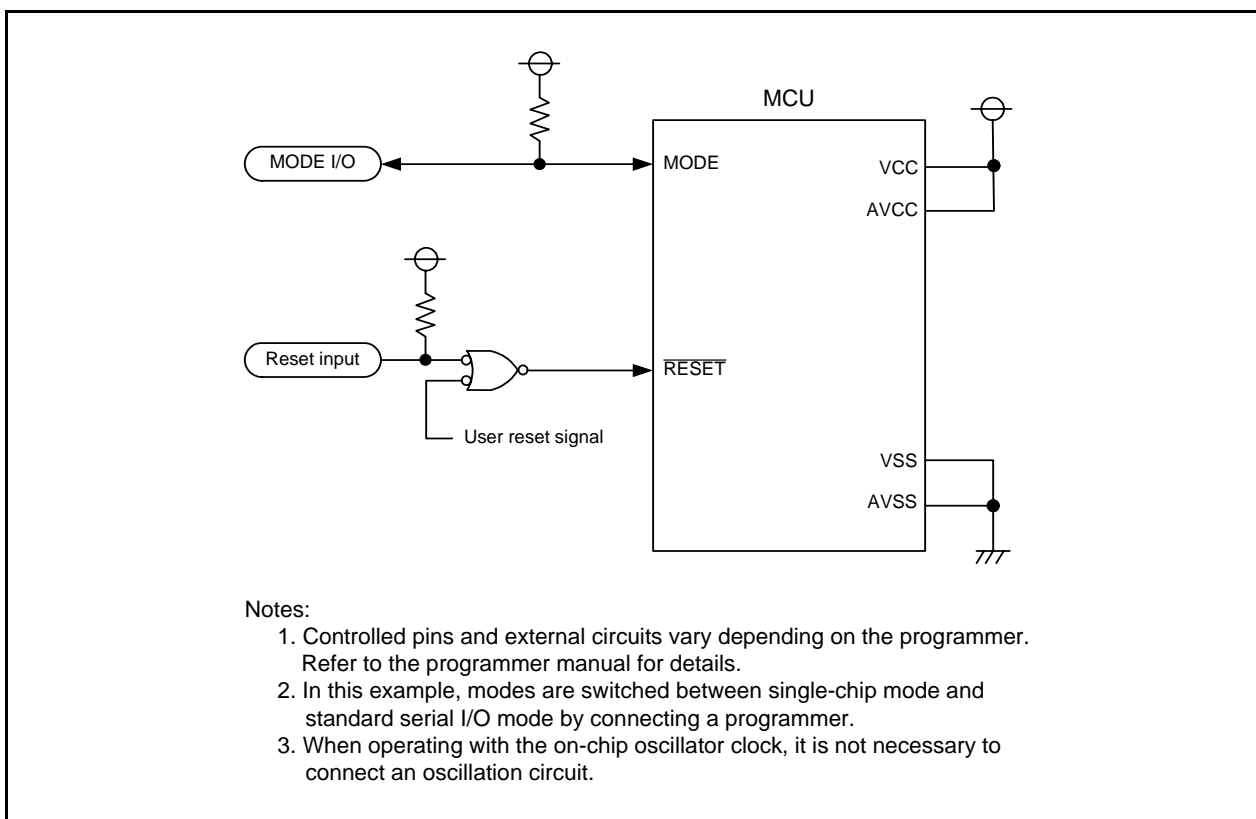 MCU
MODE I/O
MODE
VCC
AVCC
Reset input
RESET
User reset signal
VSS
AVSS
Notes:
1. Controlled pins and external circuits vary depending on the programmer.
Refer to the programmer manual for details.
2. In this example, modes are switched between single-chip mode and
standard serial I/O mode by connecting a programmer.
3. When operating with the on-chip oscillator clock, it is not necessary to
connect an oscillation circuit.